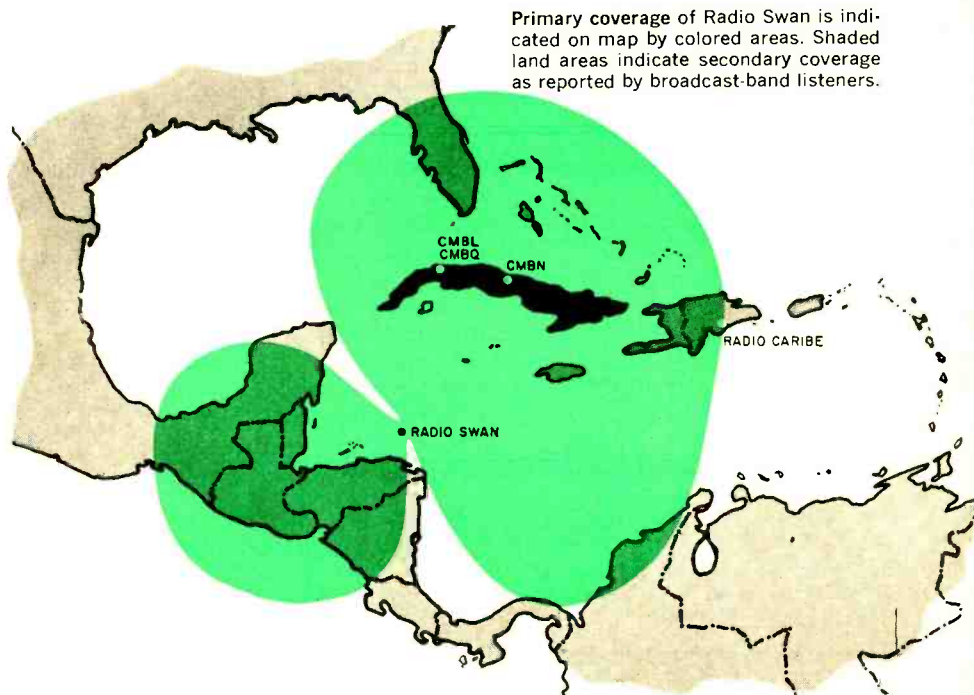 Primary coverage of Radio Swan is indi-
cated on map by colored areas. Shaded
land areas indicate secondary coverage
as reported by broadcast-band listeners.
CMBL
CMBQ
CMBN
RADIO CARIBE
RADIO SWAN